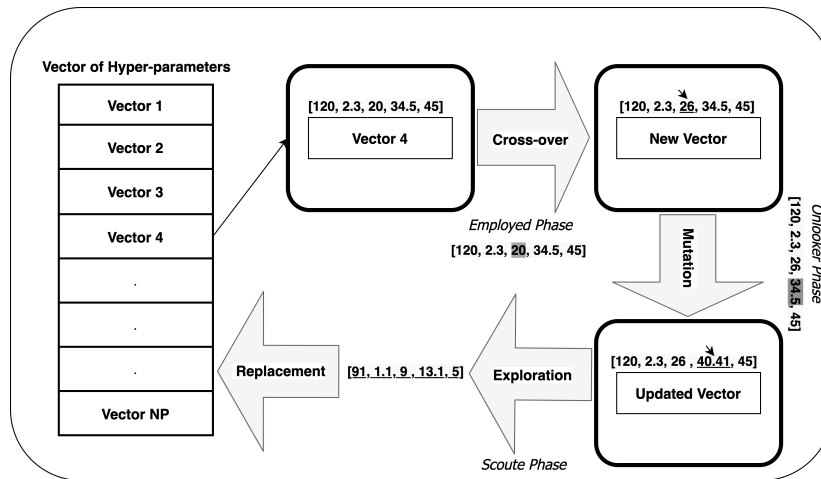 Vector of Hyper-parameters
Vector 1
Vector 2
Vector 3
Vector 4
.
.
.
Vector NP
[120, 2.3, 20, 34.5, 45]
Vector 4
Cross-over
Employed Phase
[120, 2.3, 20, 34.5, 45]
[120, 2.3, 26, 34.5, 45]
New Vector
Mutation
Unlooker Phase
[120, 2.3, 26, 34.5, 45]
[120, 2.3, 26 , 40.41, 45]
Updated Vector
Exploration
Scoute Phase
[91, 1.1, 9 , 13.1, 5]
Replacement